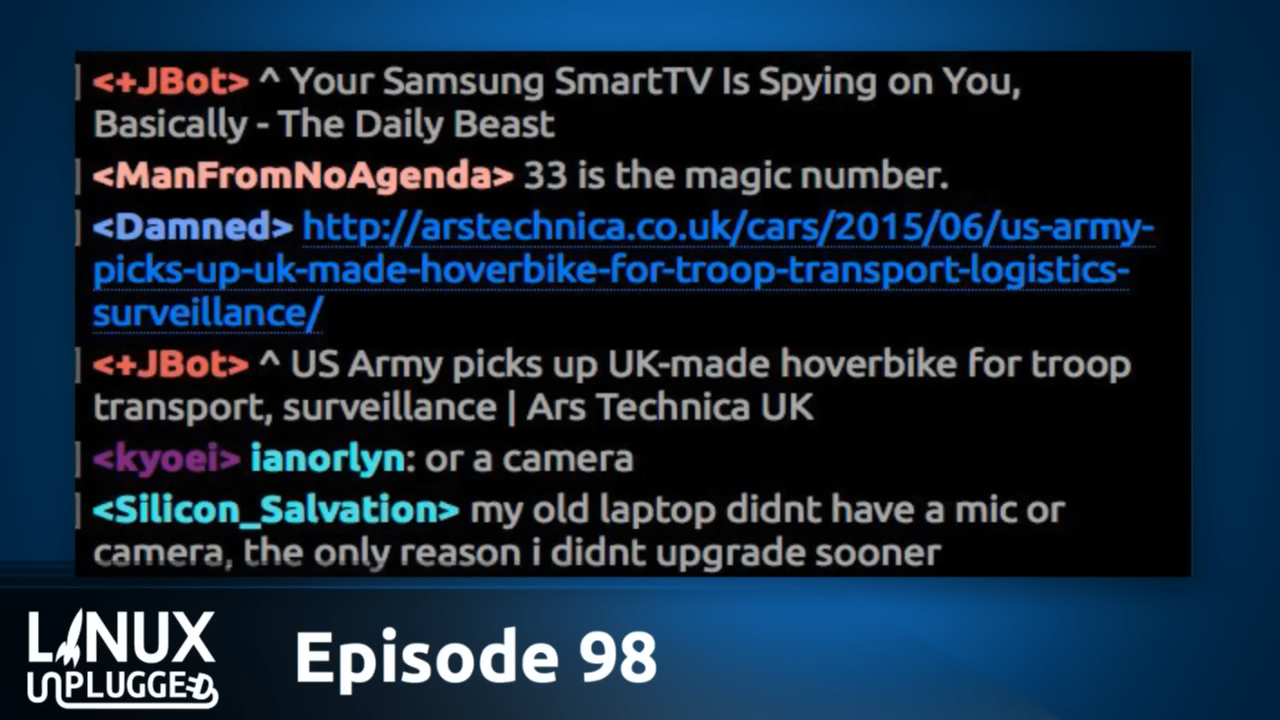 <+JBot> ^ Your Samsung SmartTV Is Spying on You,
Basically - The Daily Beast
<ManFromNoAgenda> 33 is the magic number.
<Damned> http://arstechnica.co.uk/cars/2015/06/us-army-
picks-up-uk-made-hoverbike-for-troop-transport-logistics-
surveillance/
<+JBot> ^ US Army picks up UK-made hoverbike for troop
transport, surveillance | Ars Technica UK
<kyoei> ianorlyn: or a camera
<Silicon_Salvation> my old laptop didnt have a mic or
camera, the only reason i didnt upgrade sooner
LINUX
UNPLUGGED
Episode 98